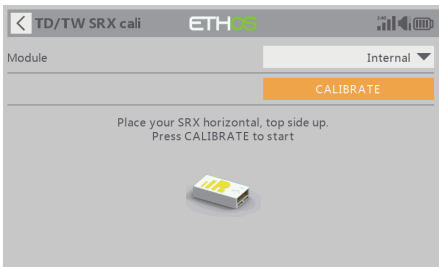 TD/TW SRX cali
ETHOS
Module
Internal
CALIBRATE
Place your SRX horizontal, top side up.
Press CALIBRATE to start